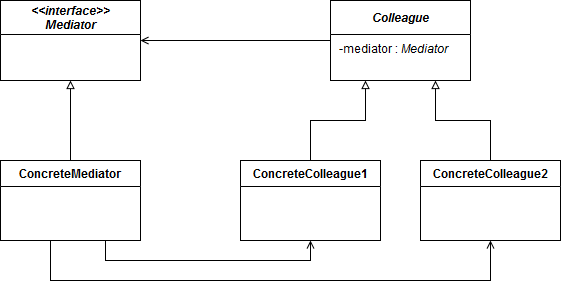 <<interface>>
Mediator
Colleague
-mediator : Mediator
ConcreteMediator
ConcreteColleague1
ConcreteColleague2